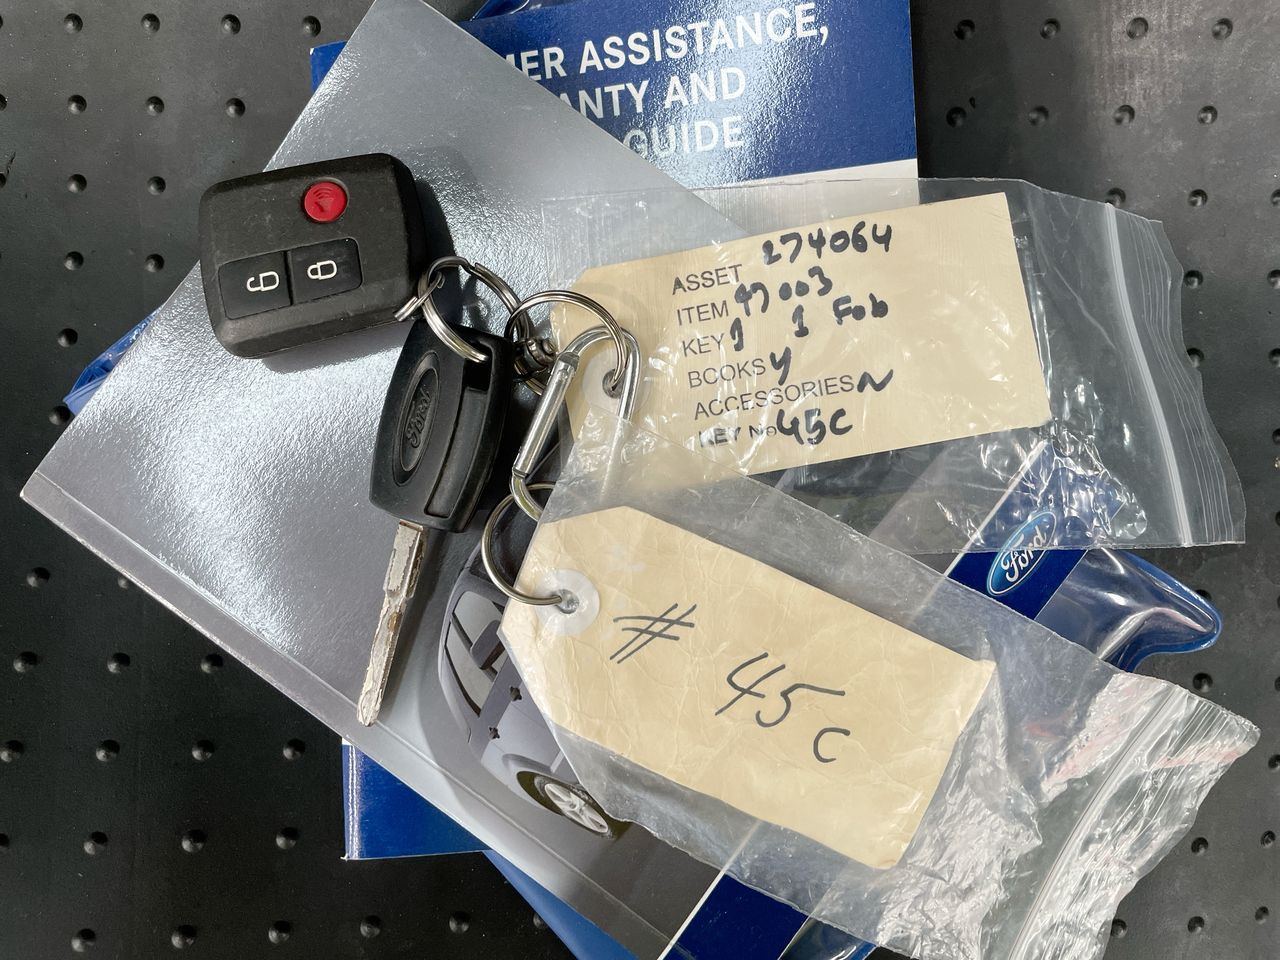 MER ASSISTANCE,
ANTY AND
GUIDE
Ford
ASSET 274064
ITEM 47003
KEY 1 1 Fob
BOOKS Y
ACCESSORIES N
KEY No 45C
Ford
# 45c